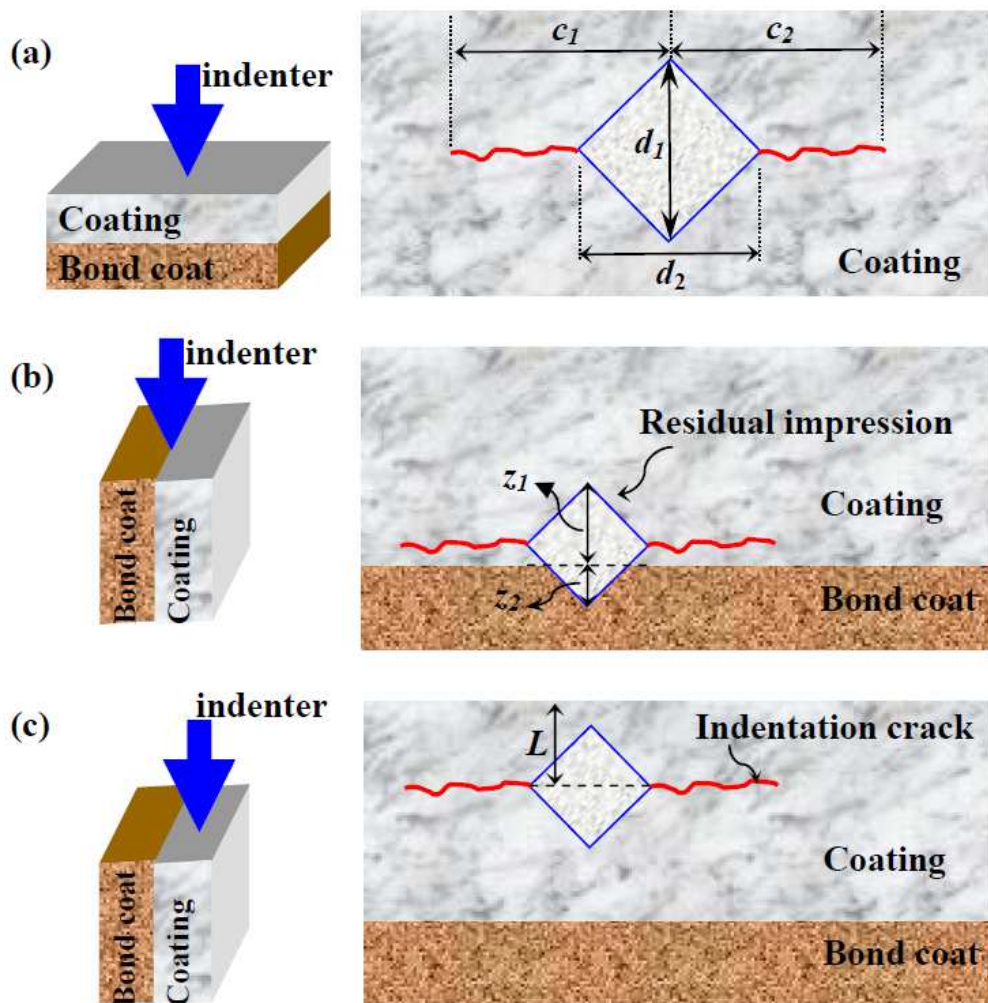 (a)
indenter
Coating
Bond coat
c1
c2
d1
d2
Coating
(b)
indenter
Bond coat
Coating
Residual impression
z1
Coating
z2
Bond coat
(c)
indenter
Bond coat
Coating
L
Indentation crack
Coating
Bond coat